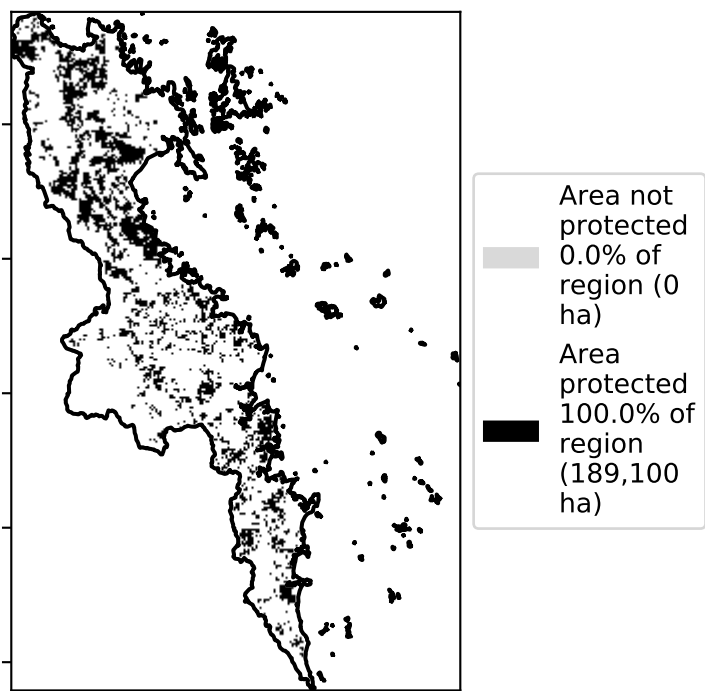 Area not
protected
0.0% of
region (0
ha)
Area
protected
100.0% of
region
(189,100
ha)